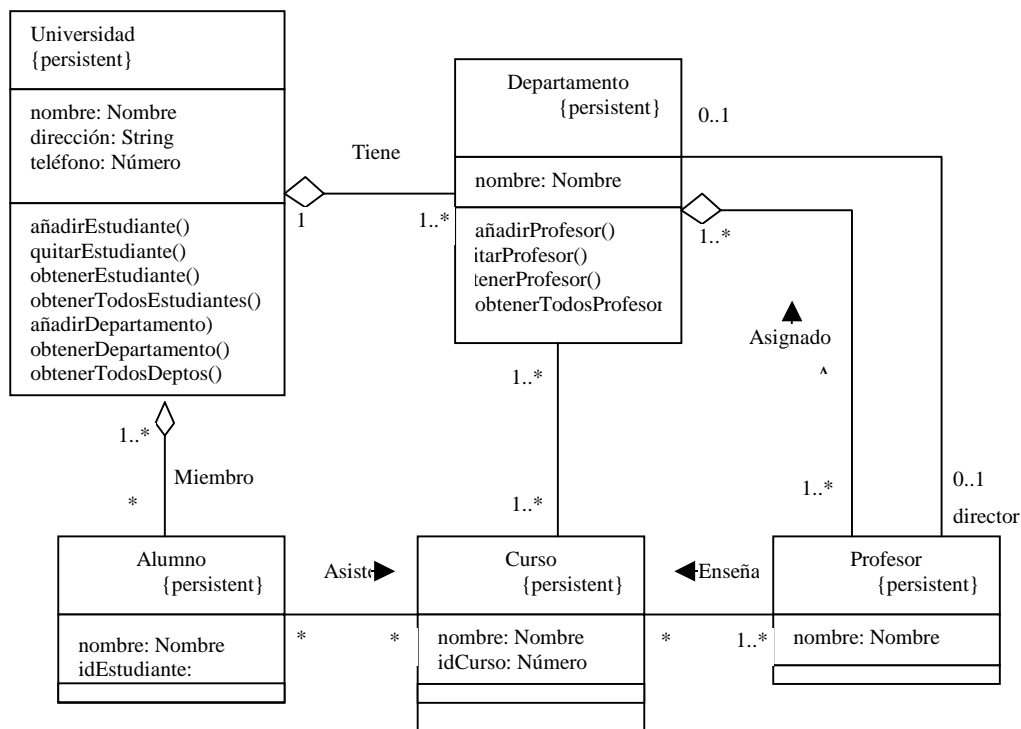 Universidad
{persistent}
nombre: Nombre
dirección: String
teléfono: Número
añadirEstudiante()
quitarEstudiante()
obtenerEstudiante()
obtenerTodosEstudiantes()
añadirDepartamento)
obtenerDepartamento()
obtenerTodosDeptos()
Tiene
1
1..*
Departamento
{persistent}
nombre: Nombre
añadirProfesor()
itarProfesor()
tenerProfesor()
obtenerTodosProfesor
0..1
1..*
Asignado
^
1..*
1..*
1..*
0..1
director
1..*
Miembro
*
Alumno
{persistent}
nombre: Nombre
idEstudiante:
Asiste
*
*
Curso
{persistent}
nombre: Nombre
idCurso: Número
Enseña
*
1..*
Profesor
{persistent}
nombre: Nombre